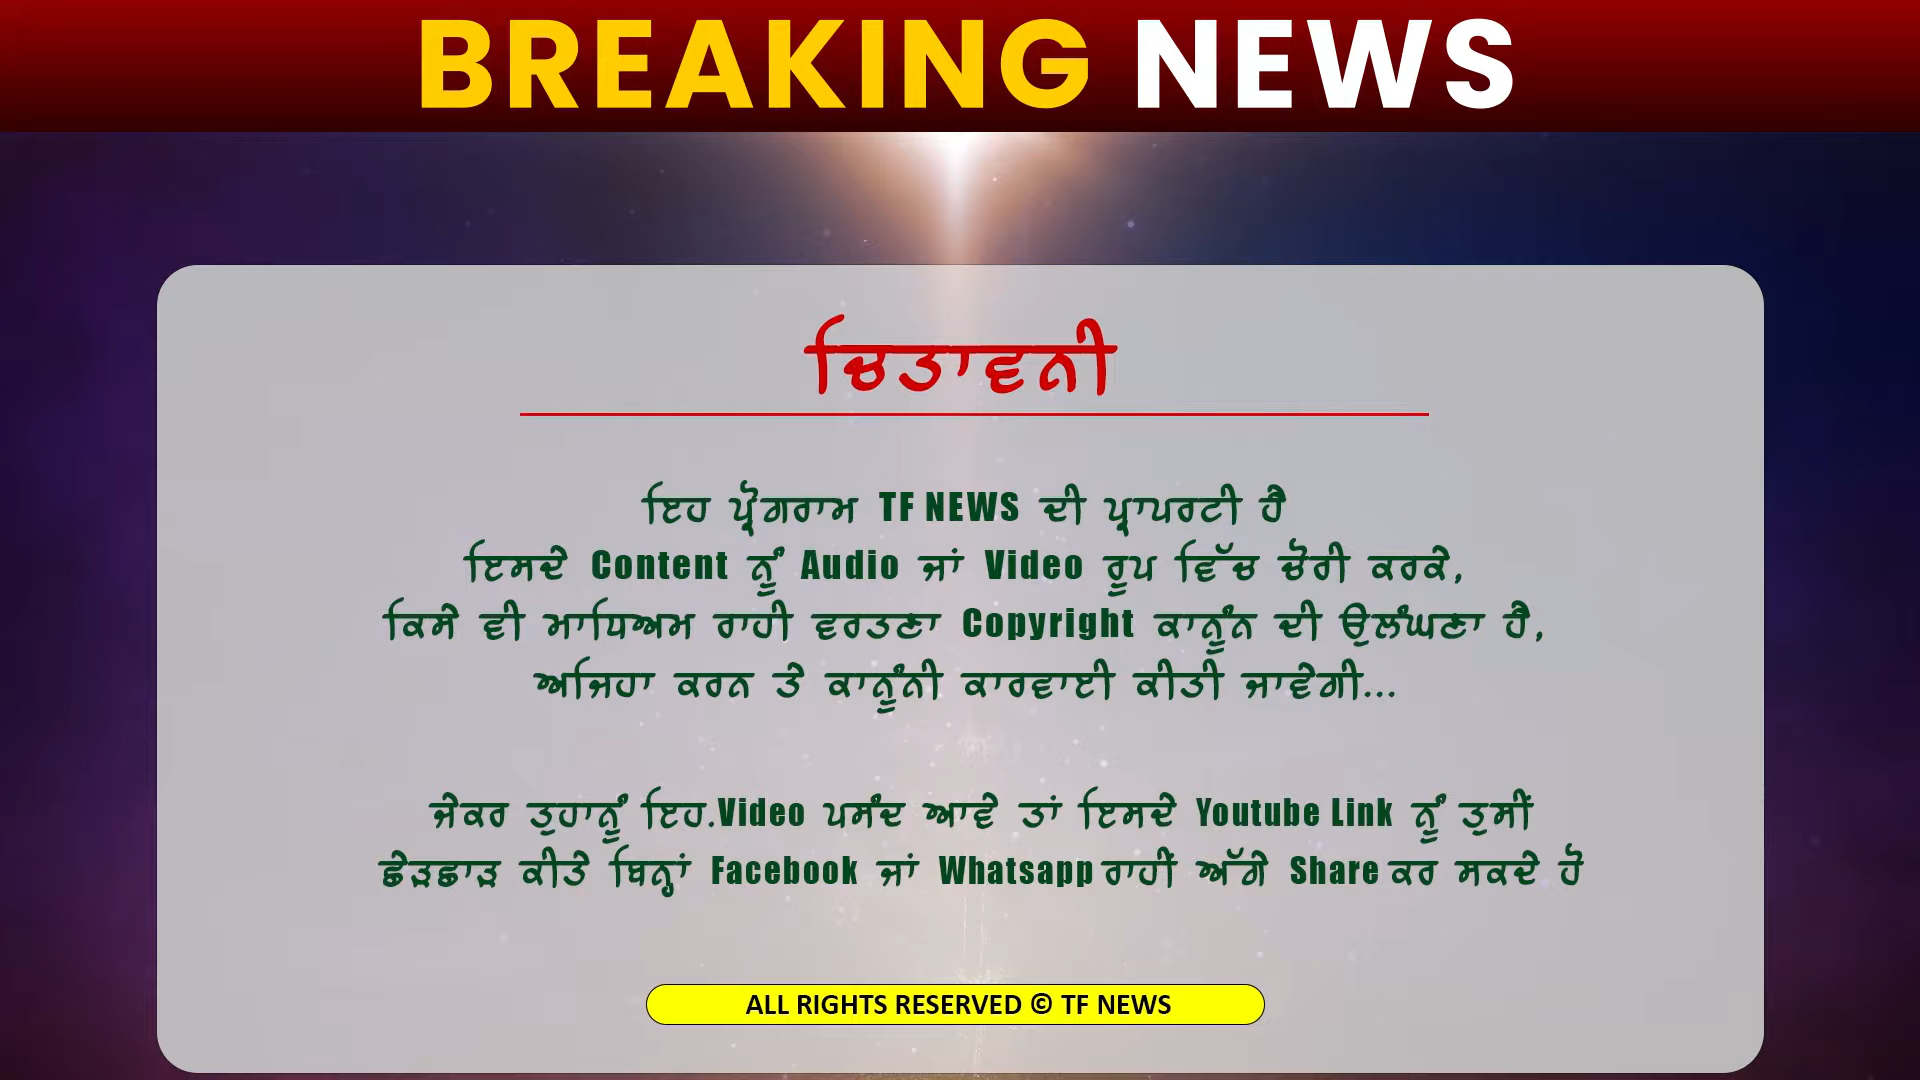 BREAKING NEWS
ਚਿਤਾਵਨੀ
ਇਹ ਪ੍ਰੋਗਰਾਮ TF NEWS ਦੀ ਪ੍ਰਾਪਰਟੀ ਹੈ
ਇਸਦੇ Content ਨੂੰ Audio ਜਾਂ Video ਰੂਪ ਵਿੱਚ ਚੋਰੀ ਕਰਕੇ,
ਕਿਸੇ ਵੀ ਮਾਧਿਅਮ ਰਾਹੀ ਵਰਤਣਾ Copyright ਕਾਨੂੰਨ ਦੀ ਉਲੰਘਣਾ ਹੈ,
ਅਜਿਹਾ ਕਰਨ ਤੇ ਕਾਨੂੰਨੀ ਕਾਰਵਾਈ ਕੀਤੀ ਜਾਵੇਗੀ...
ਜੇਕਰ ਤੁਹਾਨੂੰ ਇਹ.Video ਪਸੰਦ ਆਵੇ ਤਾਂ ਇਸਦੇ Youtube Link ਨੂੰ ਤੁਸੀਂ
ਛੇੜਛਾੜ ਕੀਤੇ ਬਿਨ੍ਹਾਂ Facebook ਜਾਂ Whatsapp ਰਾਹੀਂ ਅੱਗੇ Share ਕਰ ਸਕਦੇ ਹੋ
ALL RIGHTS RESERVED © TF NEWS